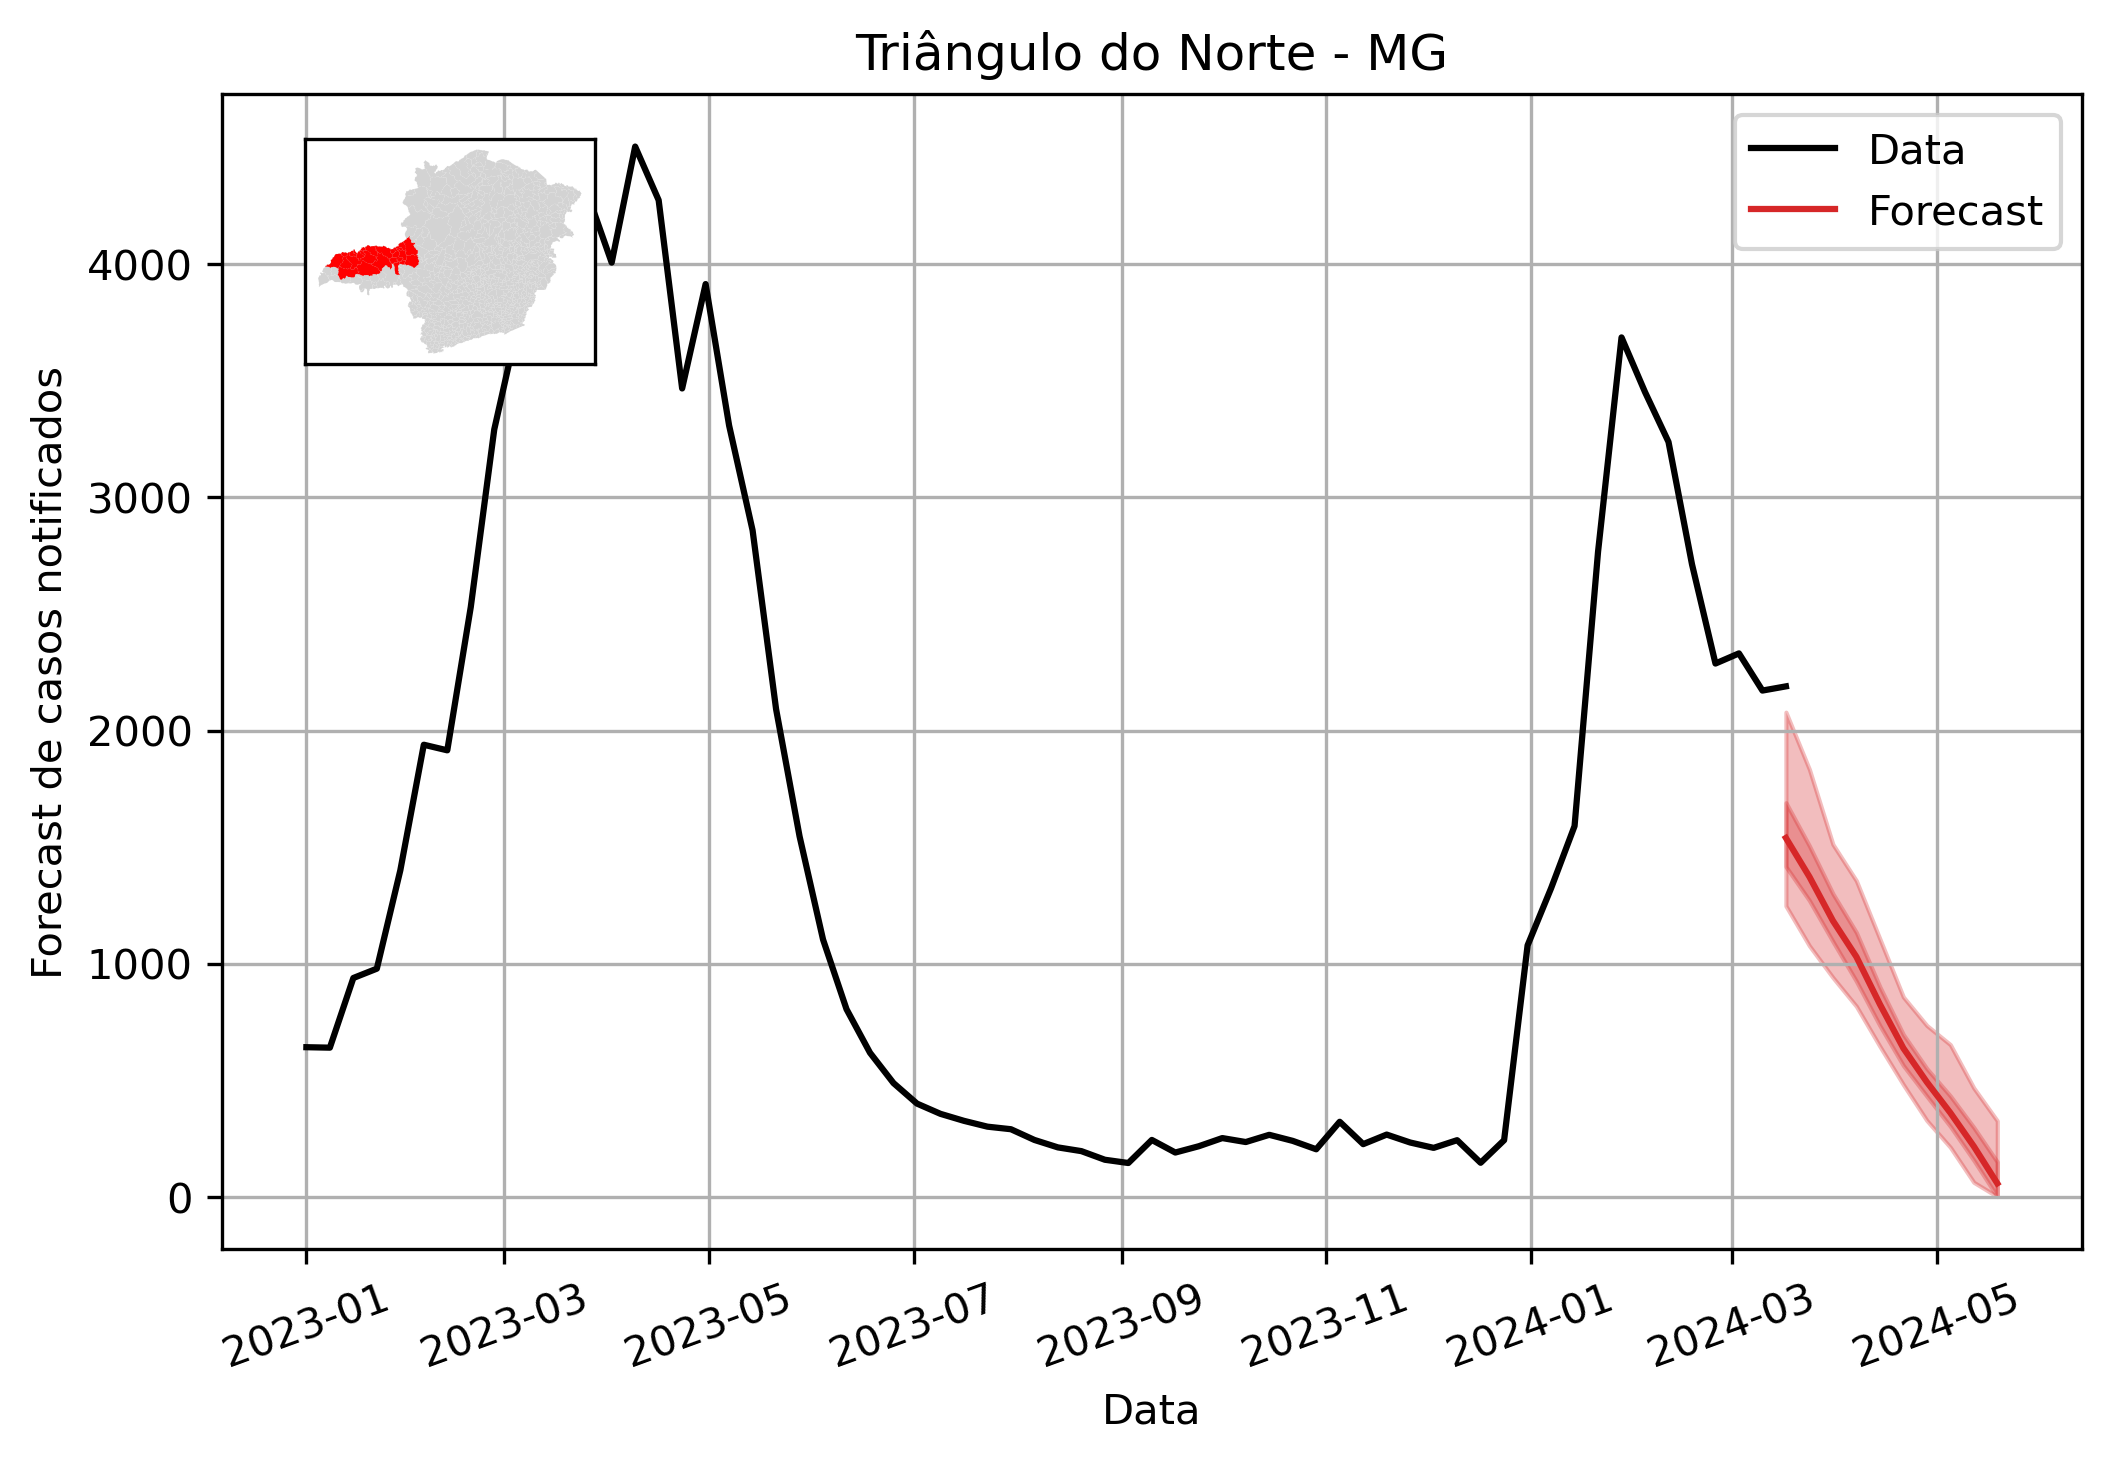 Triângulo do Norte - MG
Data
Forecast
Forecast de casos notificados
4000
3000
2000
1000
0
2023-01
2023-03
2023-05
2023-07
2023-09
2023-11
2024-01
2024-03
2024-05
Data